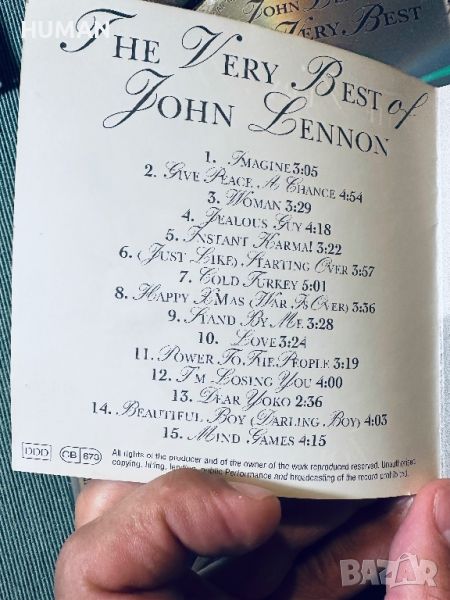 HUMAN
JOHN
VERY BEST
THE VERY BEST of
JOHN LENNON
1. IMAGINE 3:05
2. GIVE PEACE A CHANCE 4:54
3. WOMAN 3:29
4. JEALOUS GUY 4:18
5. INSTANT KARMA! 3:22
6. (JUST LIKE) STARTING OVER 3:57
7. COLD TURKEY 5:01
8. HAPPY XMAS (WAR IS OVER) 3:36
9. STAND BY ME 3:28
10. LOVE 3:24
11. POWER TO THE PEOPLE 3:19
12. I'M LOSING YOU 4:00
13. DEAR YOKO 2:36
14. BEAUTIFUL BOY (DARLING BOY) 4:03
15. MIND GAMES 4:15
DDD CB 673 All rights of the producer and of the owner of the work reproduced reserved. Unauthorised
copying, hiring, lending, public Performance and broadcasting of the record prohibited.
BAZAR